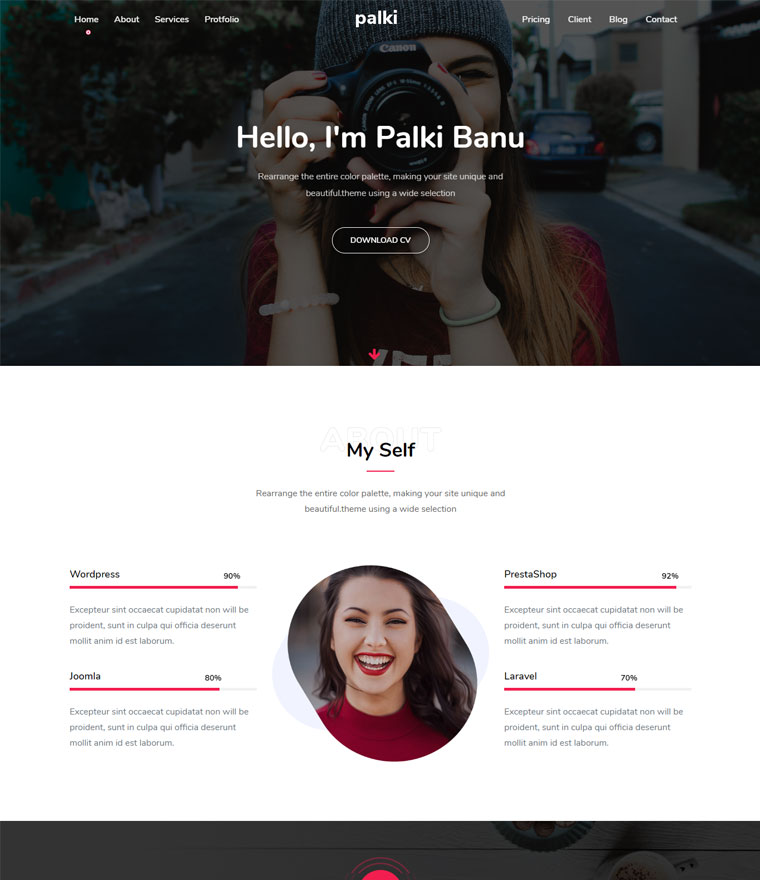 Home About Services Protfolio palki Pricing Client Blog Contact
Canon
Hello, I'm Palki Banu
Rearrange the entire color palette, making your site unique and
beautiful.theme using a wide selection
DOWNLOAD CV
ABOUT
My Self
Rearrange the entire color palette, making your site unique and
beautiful.theme using a wide selection
Wordpress 90%
Excepteur sint occaecat cupidatat non will be
proident, sunt in culpa qui officia deserunt
mollit anim id est laborum.
Joomla 80%
Excepteur sint occaecat cupidatat non will be
proident, sunt in culpa qui officia deserunt
mollit anim id est laborum.
PrestaShop 92%
Excepteur sint occaecat cupidatat non will be
proident, sunt in culpa qui officia deserunt
mollit anim id est laborum.
Laravel 70%
Excepteur sint occaecat cupidatat non will be
proident, sunt in culpa qui officia deserunt
mollit anim id est laborum.